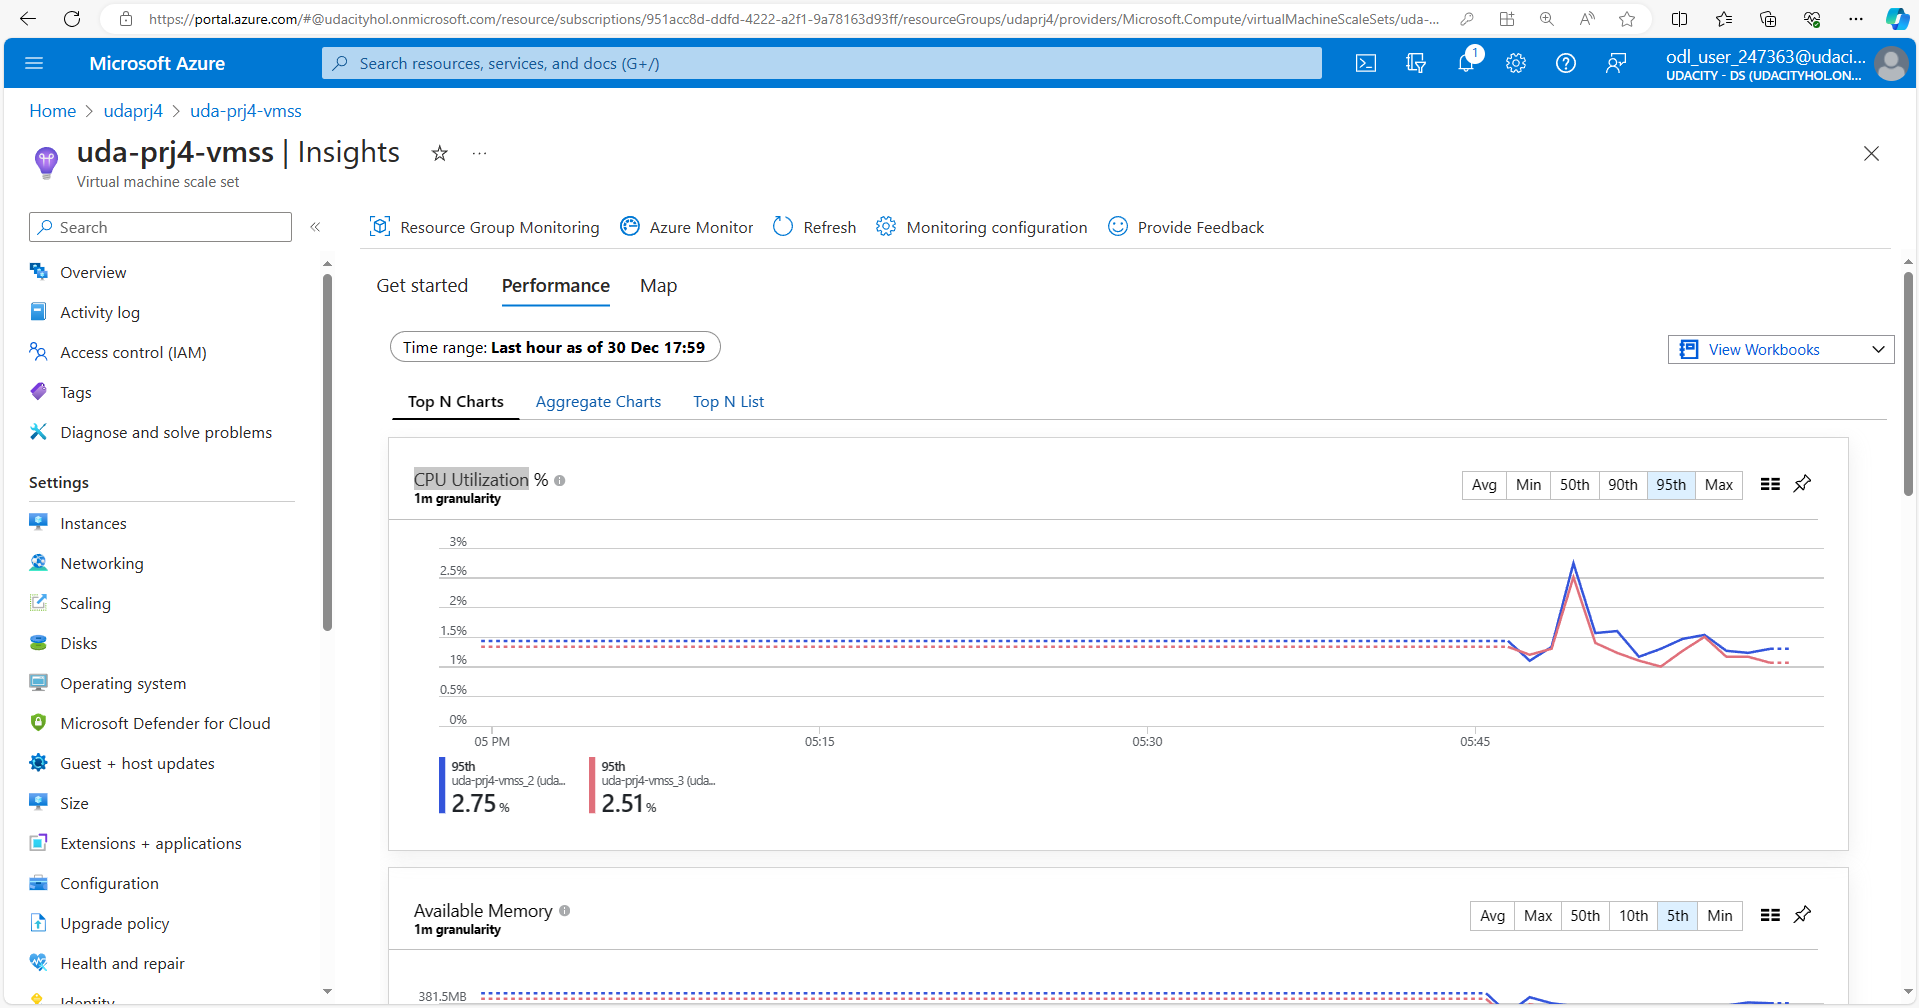 https://portal.azure.com/#@udacityhol.onmicrosoft.com/resource/subscriptions/951acc8d-ddfd-4222-a2f1-9a78163d93ff/resourceGroups/udaprj4/providers/Microsoft.Compute/virtualMachineScaleSets/uda-...
Microsoft Azure
Search resources, services, and docs (G+/)
1
odl_user_247363@udaci...
UDACITY - DS (UDACITYHOL.ON...
Home > udaprj4 > uda-prj4-vmss
uda-prj4-vmss | Insights
Virtual machine scale set
Search
Overview
Activity log
Access control (IAM)
Tags
Diagnose and solve problems
Settings
Instances
Networking
Scaling
Disks
Operating system
Microsoft Defender for Cloud
Guest + host updates
Size
Extensions + applications
Configuration
Upgrade policy
Health and repair
Identity
Resource Group Monitoring
Azure Monitor
Refresh
Monitoring configuration
Provide Feedback
Get started
Performance
Map
Time range: Last hour as of 30 Dec 17:59
View Workbooks
Top N Charts
Aggregate Charts
Top N List
CPU Utilization %
1m granularity
Avg
Min
50th
90th
95th
Max
3%
2.5%
2%
1.5%
1%
0.5%
0%
05 PM
05:15
05:30
05:45
95th
uda-prj4-vmss_2 (uda...
2.75 %
95th
uda-prj4-vmss_3 (uda...
2.51 %
Available Memory
1m granularity
Avg
Max
50th
10th
5th
Min
381.5MB